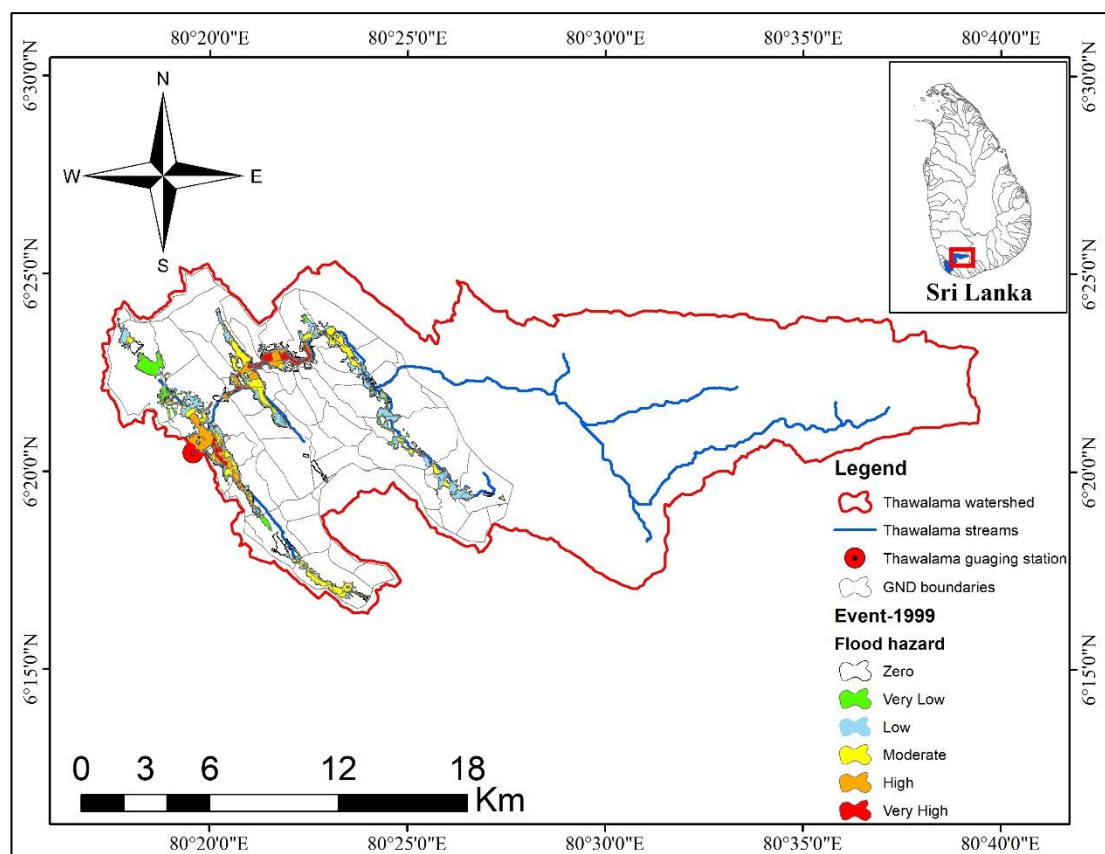 80°20'0"E 80°25'0"E 80°30'0"E 80°35'0"E 80°40'0"E
6°30'0"N 6°30'0"N
N
W E
S
Sri Lanka
6°25'0"N 6°25'0"N
6°20'0"N 6°20'0"N
Legend
Thawalama watershed
Thawalama streams
Thawalama guaging station
GND boundaries
Event-1999
Flood hazard
Zero
Very Low
Low
Moderate
High
Very High
6°15'0"N 6°15'0"N
0 3 6 12 18
Km
80°20'0"E 80°25'0"E 80°30'0"E 80°35'0"E 80°40'0"E